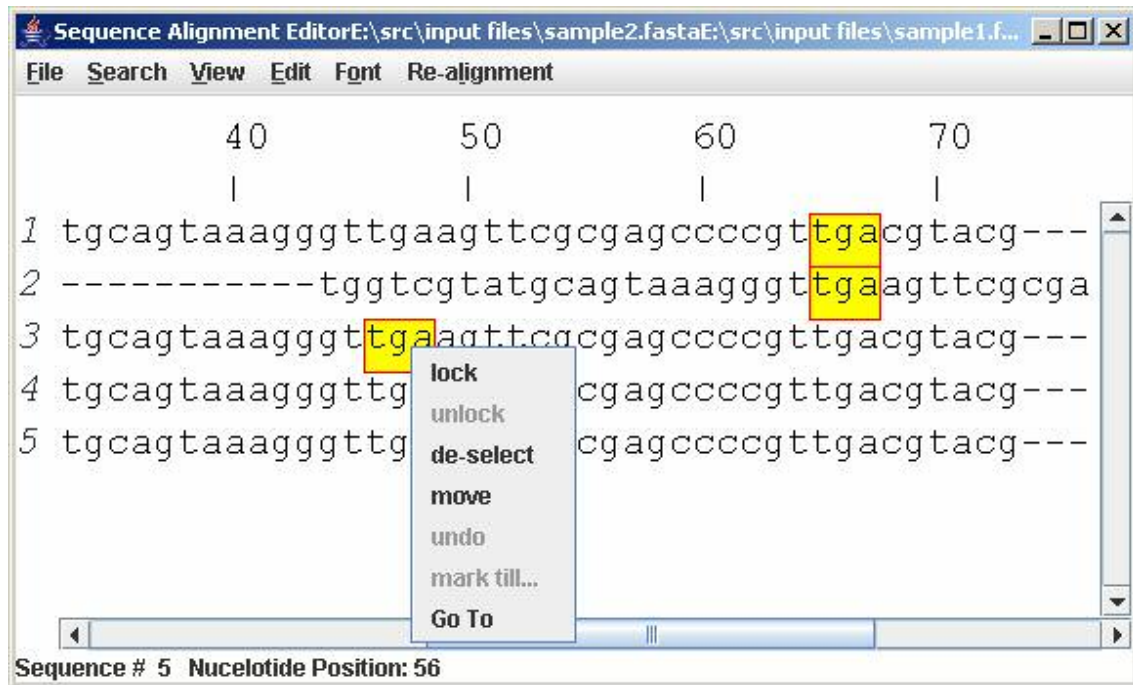 Sequence Alignment EditorE:\src\input files\sample2.fastaE:\src\input files\sample1.f...
File Search View Edit Font Re-alignment
40 50 60 70
| | | |
1 tgcagtaaagggttgaagttcgcgagccccgttgacgtacg---
2 -----------tggtcgtatgcagtaaagggttgaagttcgcga
3 tgcagtaaagggttgaagttcgcgagccccgttgacgtacg---
4 tgcagtaaagggttg cgagccccgttgacgtacg---
5 tgcagtaaagggttg cgagccccgttgacgtacg---
lock
unlock
de-select
move
undo
mark till...
Go To
Sequence # 5 Nucelotide Position: 56